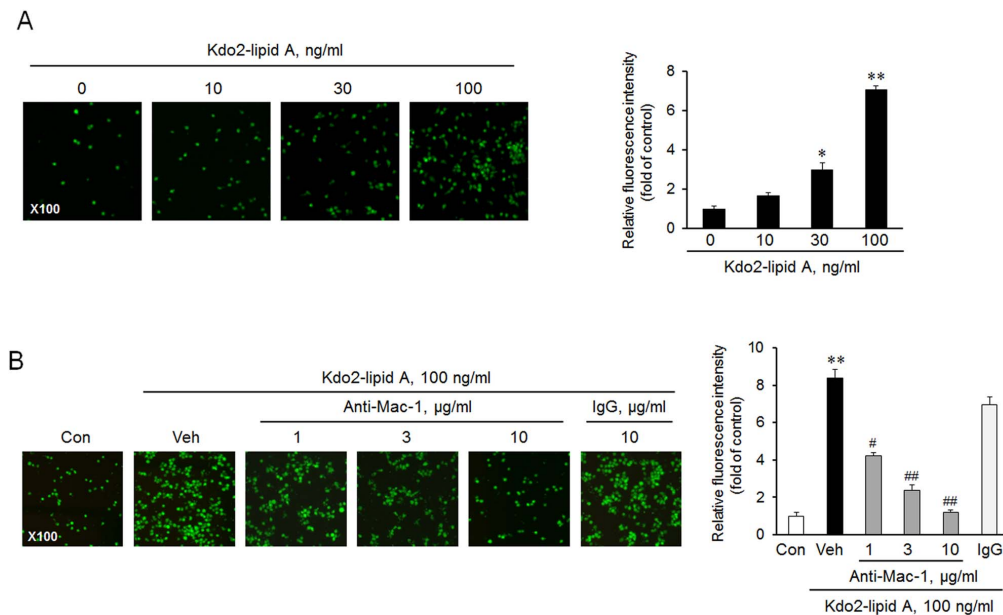 A
Kdo2-lipid A, ng/ml
0 10 30 100
X100
Relative fluorescence intensity
(fold of control)
8
6
4
2
0
*
**
0 10 30 100
Kdo2-lipid A, ng/ml
B
Kdo2-lipid A, 100 ng/ml
Anti-Mac-1, μg/ml IgG, μg/ml
Con Veh 1 3 10 10
X100
Relative fluorescence intensity
(fold of control)
10
8
6
4
2
0
**
#
##
##
Con Veh 1 3 10 IgG
Anti-Mac-1, μg/ml
Kdo2-lipid A, 100 ng/ml